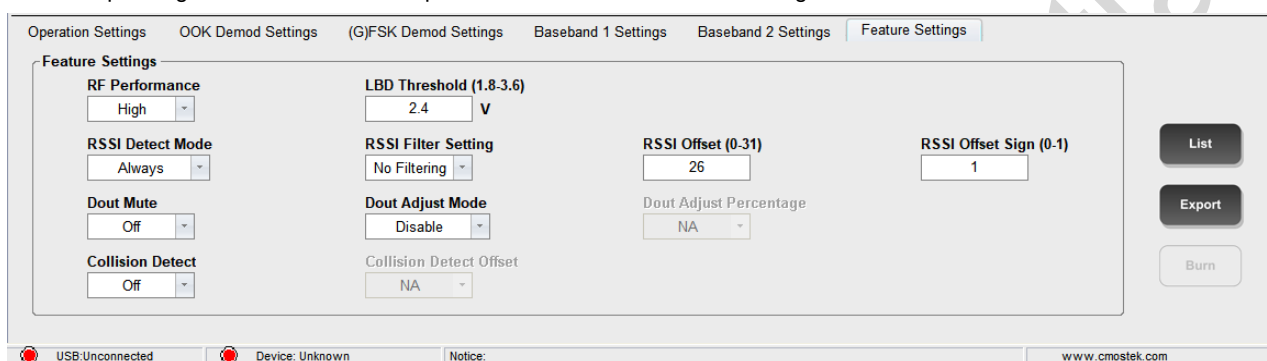 Operation Settings OOK Demod Settings (G)FSK Demod Settings Baseband 1 Settings Baseband 2 Settings Feature Settings
Feature Settings
RF Performance LBD Threshold (1.8-3.6)
High 2.4 V
RSSI Detect Mode RSSI Filter Setting RSSI Offset (0-31) RSSI Offset Sign (0-1) List
Always No Filtering 26 1
Dout Mute Dout Adjust Mode Dout Adjust Percentage Export
Off Disable NA
Collision Detect Collision Detect Offset Burn
Off NA
USB:Unconnected Device: Unknown Notice: www.cmostek.com